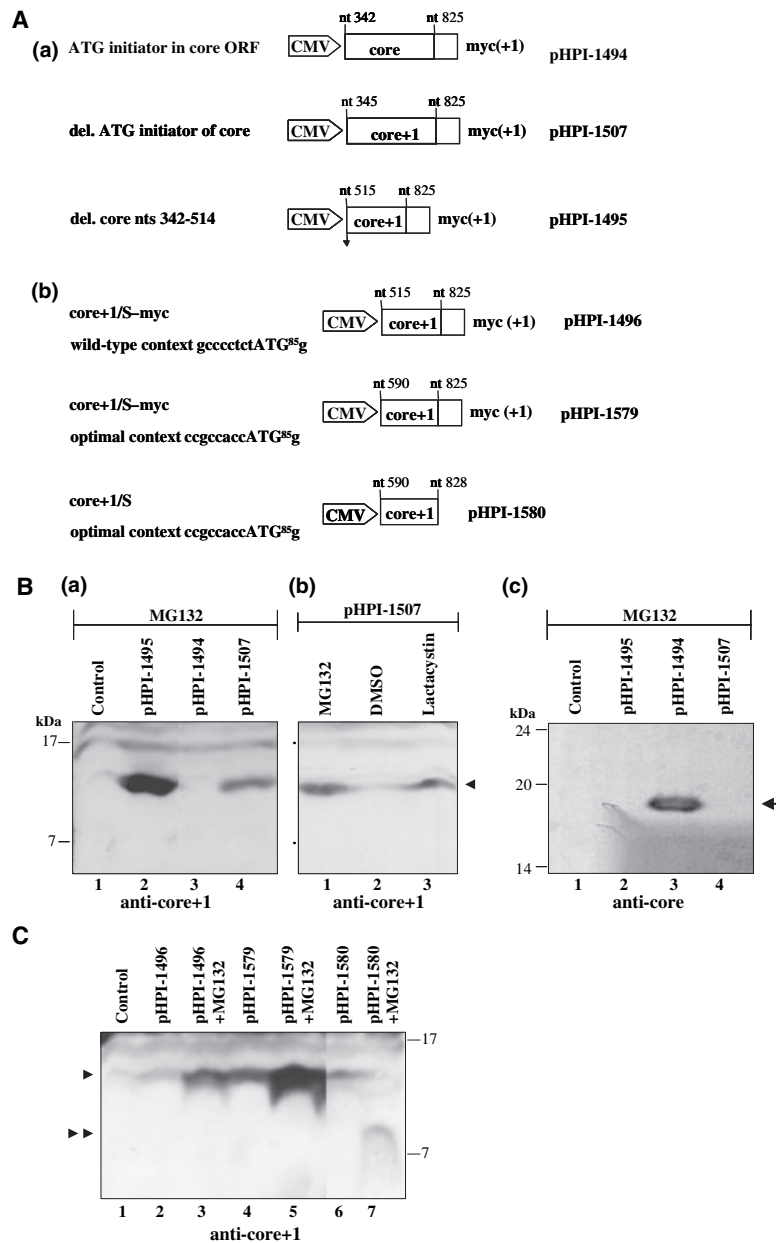 A
(a)
nt 342 nt 825
ATG initiator in core ORF CMV core myc(+1) pHPI-1494
nt 345 nt 825
del. ATG initiator of core CMV core+1 myc(+1) pHPI-1507
nt 515 nt 825
del. core nts 342-514 CMV core+1 myc(+1) pHPI-1495
(b)
nt 515 nt 825
core+1/S–myc CMV core+1 myc (+1) pHPI-1496
wild-type context gcccctctATG⁸⁵g
nt 590 nt 825
core+1/S–myc CMV core+1 myc (+1) pHPI-1579
optimal context ccgccaccATG⁸⁵g
nt 590 nt 828
core+1/S CMV core+1 pHPI-1580
optimal context ccgccaccATG⁸⁵g
B
(a)
MG132
Control
pHPI-1495
pHPI-1494
pHPI-1507
kDa
17
7
1 2 3 4
anti-core+1
(b)
pHPI-1507
MG132
DMSO
Lactacystin
1 2 3
anti-core+1
(c)
MG132
Control
pHPI-1495
pHPI-1494
pHPI-1507
kDa
24
20
14
1 2 3 4
anti-core
C
Control
pHPI-1496
pHPI-1496
+MG132
pHPI-1579
pHPI-1579
+MG132
pHPI-1580
pHPI-1580
+MG132
17
7
1 2 3 4 5 6 7
anti-core+1